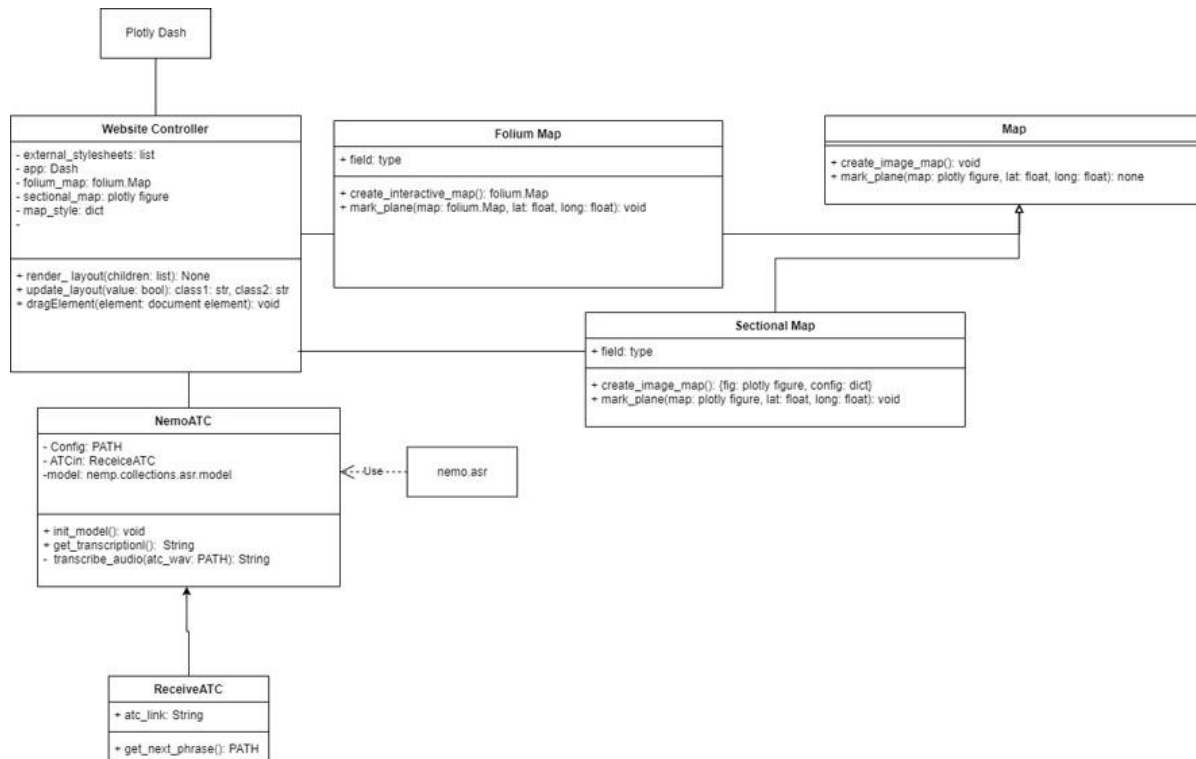 Plotly Dash
Website Controller
- external_stylesheets: list
- app: Dash
- folium_map: folium.Map
- sectional_map: plotly figure
- map_style: dict
-
+ render_ layout(children: list): None
+ update_layout(value: bool): class1: str, class2: str
+ dragElement(element: document element): void
Folium Map
+ field: type
+ create_interactive_map(): folium.Map
+ mark_plane(map: folium.Map, lat: float, long: float): void
Map
+ create_image_map(): void
+ mark_plane(map: plotly figure, lat: float, long: float): none
Sectional Map
+ field: type
+ create_image_map(): {fig: plotly figure, config: dict}
+ mark_plane(map: plotly figure, lat: float, long: float): void
NemoATC
- Config: PATH
- ATCin: ReceiceATC
-model: nemp.collections.asr.model
+ init_model(): void
+ get_transcriptionl(): String
- transcribe_audio(atc_wav: PATH): String
Use
nemo.asr
ReceiveATC
+ atc_link: String
+ get_next_phrase(): PATH